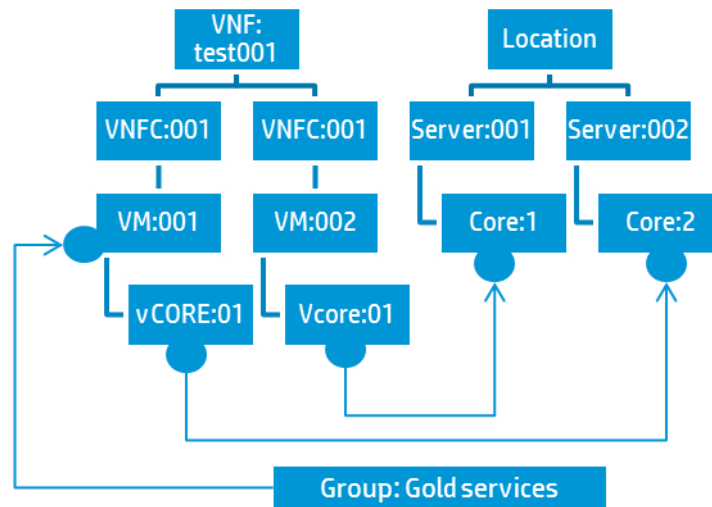 VNF:
test001
Location
VNFC:001
VNFC:001
Server:001
Server:002
VM:001
VM:002
Core:1
Core:2
vCORE:01
Vcore:01
Group: Gold services